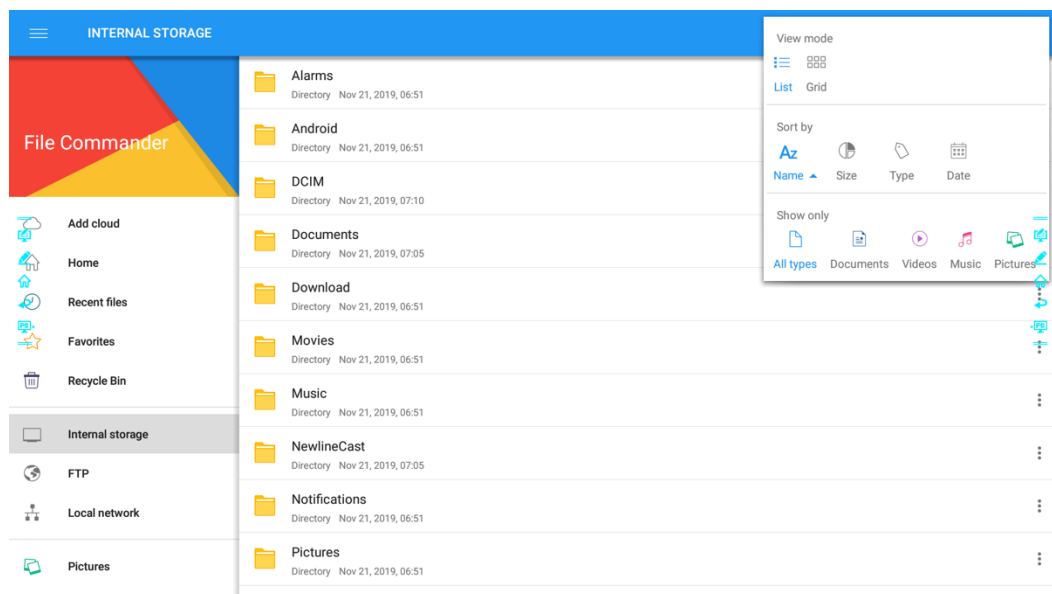 INTERNAL STORAGE
File Commander
Add cloud
Home
Recent files
Favorites
Recycle Bin
Internal storage
FTP
Local network
Pictures
Alarms
Directory Nov 21, 2019, 06:51
Android
Directory Nov 21, 2019, 06:51
DCIM
Directory Nov 21, 2019, 07:10
Documents
Directory Nov 21, 2019, 07:05
Download
Directory Nov 21, 2019, 06:51
Movies
Directory Nov 21, 2019, 06:51
Music
Directory Nov 21, 2019, 06:51
NewlineCast
Directory Nov 21, 2019, 07:05
Notifications
Directory Nov 21, 2019, 06:51
Pictures
Directory Nov 21, 2019, 06:51
View mode
List Grid
Sort by
Az
Name Size Type Date
Show only
All types Documents Videos Music Pictures